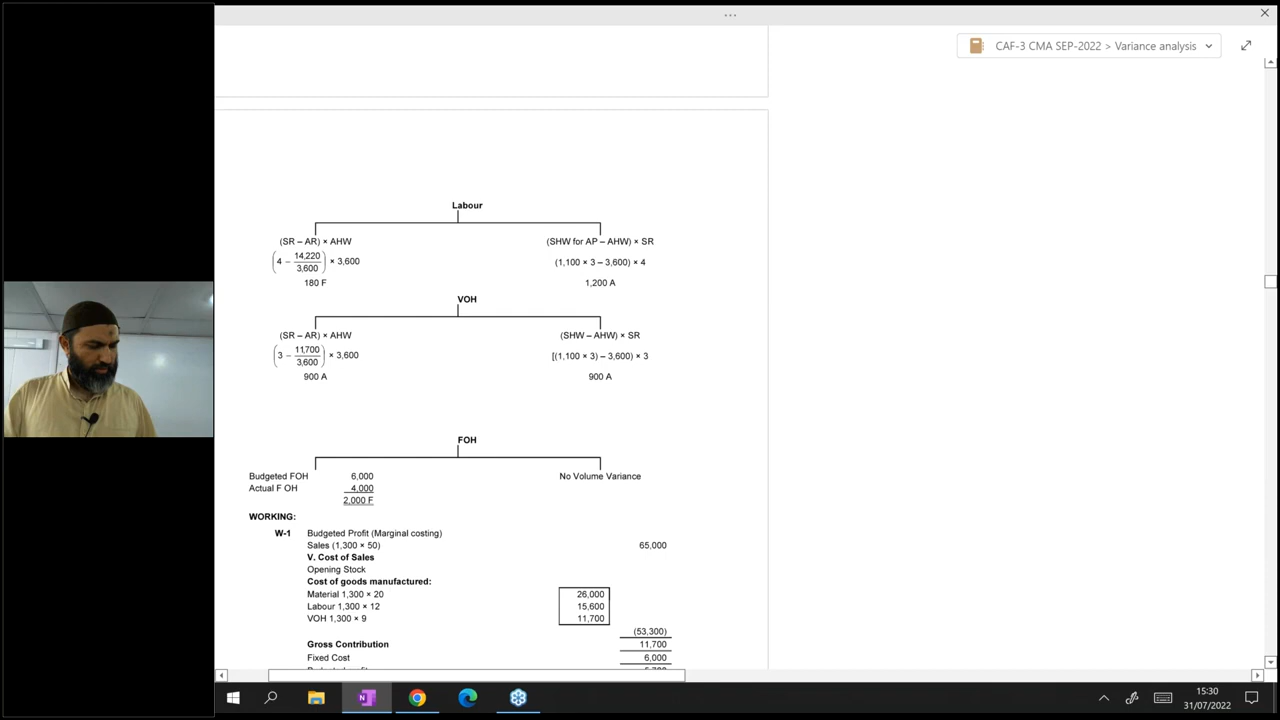 CAF-3 CMA SEP-2022 > Variance analysis
Labour
(SR – AR) × AHW (SHW for AP – AHW) × SR
(4 – 14,220/3,600) × 3,600 (1,100 × 3 – 3,600) × 4
180 F 1,200 A
VOH
(SR – AR) × AHW (SHW – AHW) × SR
(3 – 11,700/3,600) × 3,600 [(1,100 × 3) – 3,600) × 3
900 A 900 A
FOH
Budgeted FOH 6,000 No Volume Variance
Actual F OH 4,000
2,000 F
WORKING:
W-1 Budgeted Profit (Marginal costing)
Sales (1,300 × 50) 65,000
V. Cost of Sales
Opening Stock
Cost of goods manufactured:
Material 1,300 × 20 26,000
Labour 1,300 × 12 15,600
VOH 1,300 × 9 11,700
(53,300)
Gross Contribution 11,700
Fixed Cost 6,000
15:30
31/07/2022